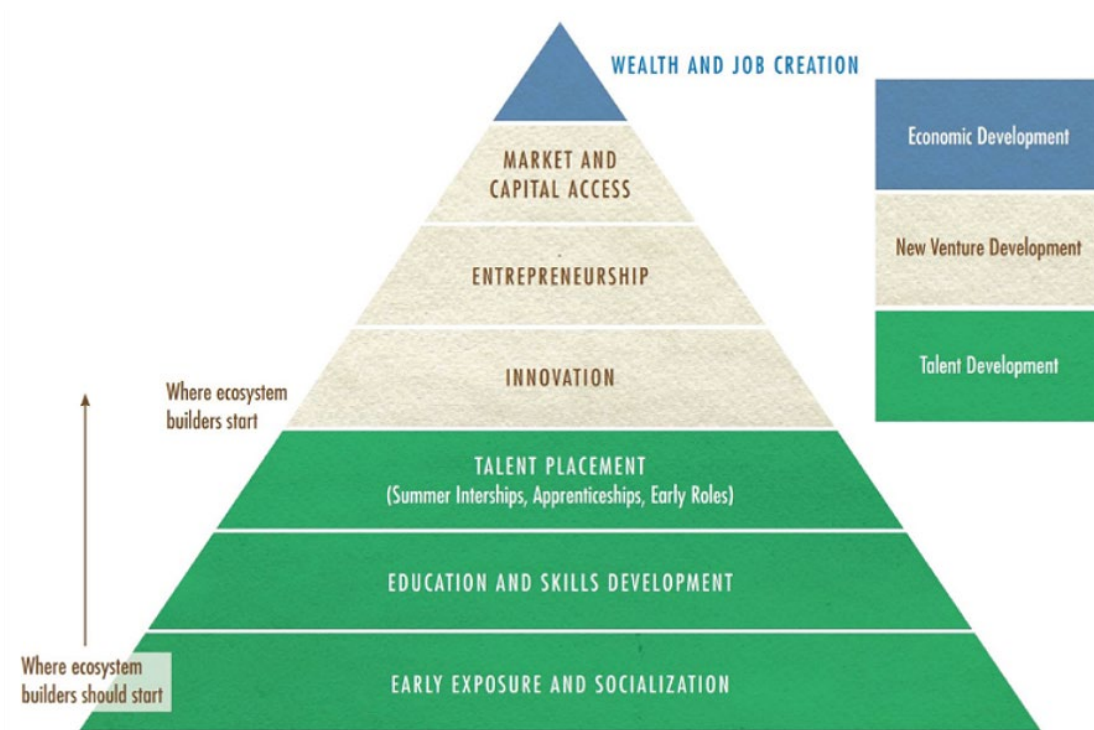 WEALTH AND JOB CREATION
MARKET AND
CAPITAL ACCESS
ENTREPRENEURSHIP
INNOVATION
TALENT PLACEMENT
(Summer Interships, Apprenticeships, Early Roles)
EDUCATION AND SKILLS DEVELOPMENT
EARLY EXPOSURE AND SOCIALIZATION
Where ecosystem
builders start
Where ecosystem
builders should start
Economic Development
New Venture Development
Talent Development